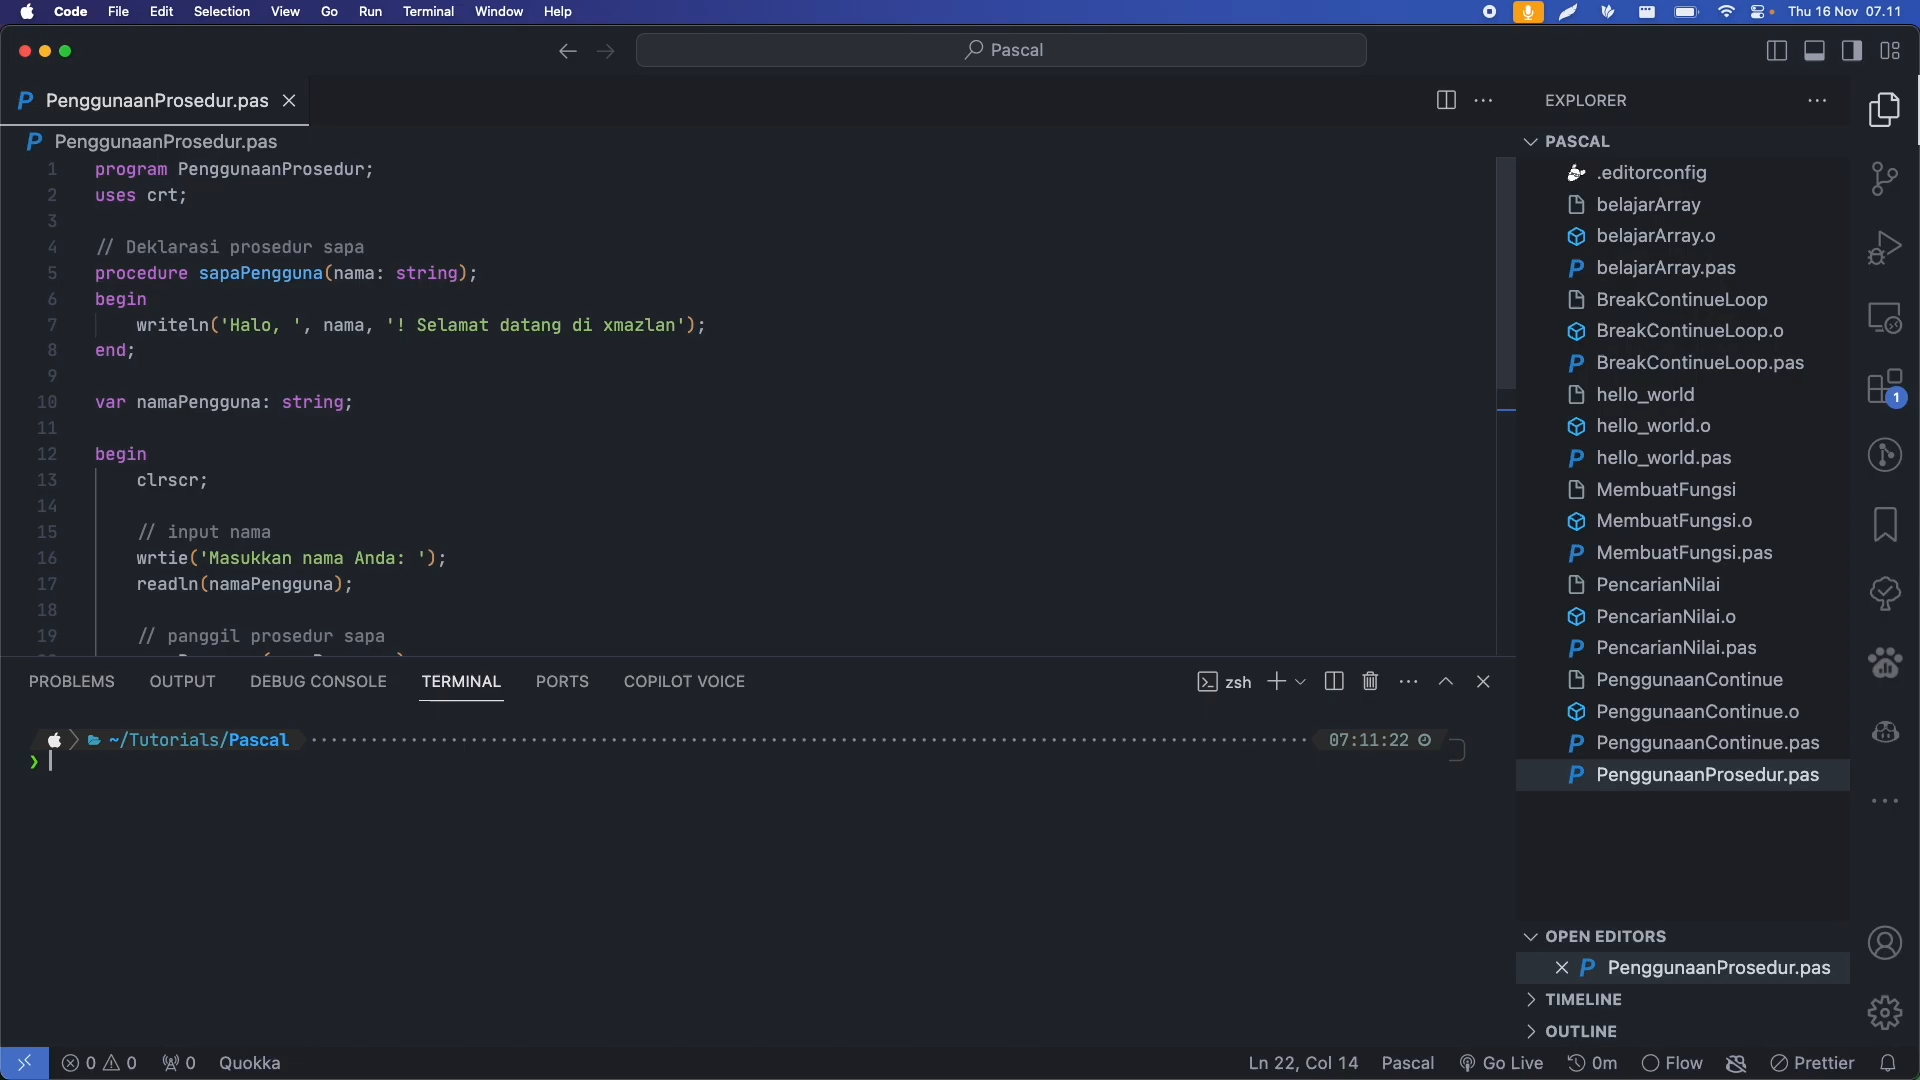 Code File Edit Selection View Go Run Terminal Window Help Thu 16 Nov 07.11
Pascal
PenggunaanProsedur.pas
PenggunaanProsedur.pas
1 program PenggunaanProsedur;
2 uses crt;
3
4 // Deklarasi prosedur sapa
5 procedure sapaPengguna(nama: string);
6 begin
7 writeln('Halo, ', nama, '! Selamat datang di xmazlan');
8 end;
9
10 var namaPengguna: string;
11
12 begin
13 clrscr;
14
15 // input nama
16 wrtie('Masukkan nama Anda: ');
17 readln(namaPengguna);
18
19 // panggil prosedur sapa
PROBLEMS OUTPUT DEBUG CONSOLE TERMINAL PORTS COPILOT VOICE zsh
~/Tutorials/Pascal 07:11:22
❯
EXPLORER
PASCAL
.editorconfig
belajarArray
belajarArray.o
belajarArray.pas
BreakContinueLoop
BreakContinueLoop.o
BreakContinueLoop.pas
hello_world
hello_world.o
hello_world.pas
MembuatFungsi
MembuatFungsi.o
MembuatFungsi.pas
PencarianNilai
PencarianNilai.o
PencarianNilai.pas
PenggunaanContinue
PenggunaanContinue.o
PenggunaanContinue.pas
PenggunaanProsedur.pas
OPEN EDITORS
PenggunaanProsedur.pas
TIMELINE
OUTLINE
1
0 0 0 Quokka Ln 22, Col 14 Pascal Go Live 0m Flow Prettier